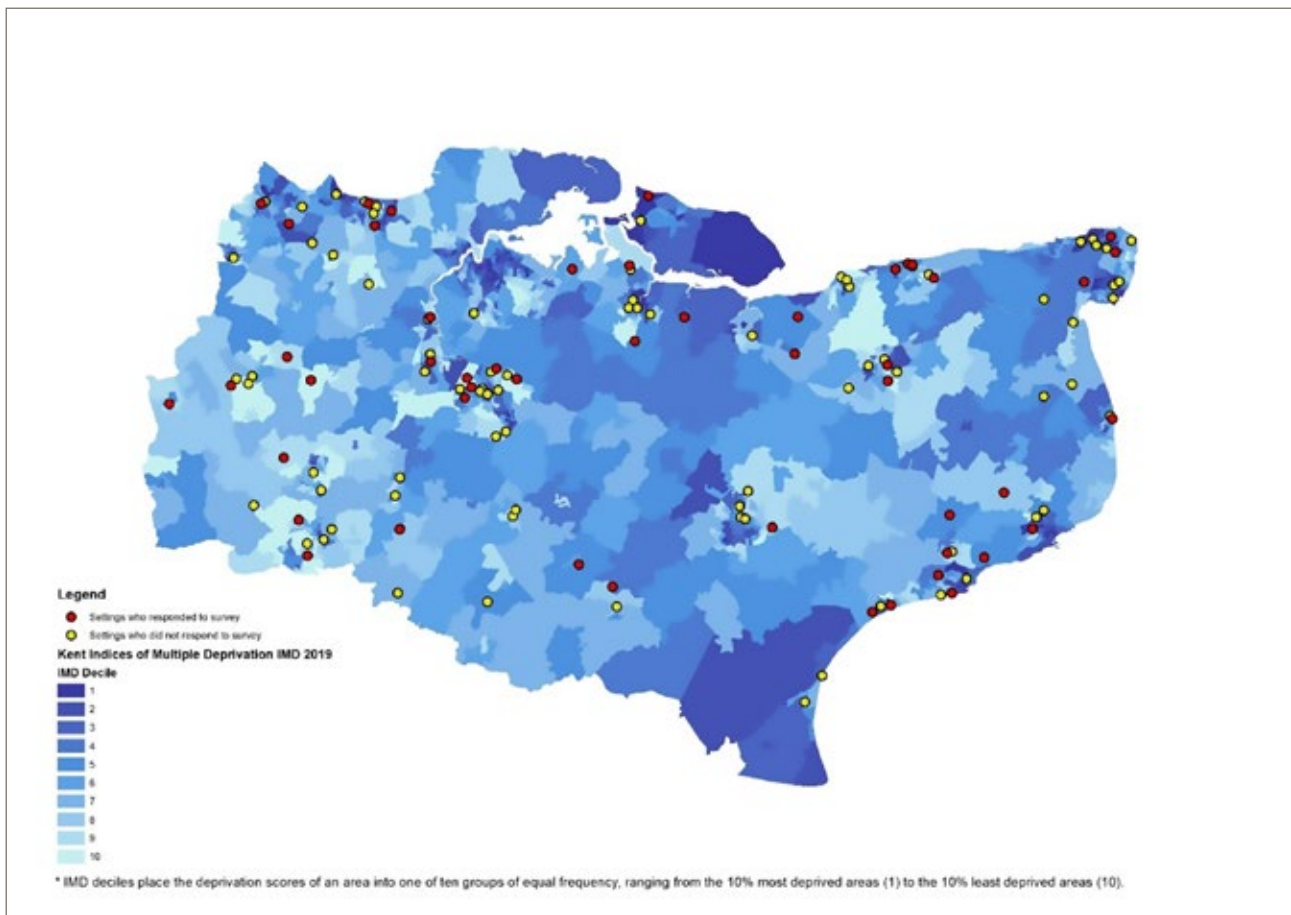 Legend
Settings who responded to survey
Settings who did not respond to survey
Kent Indices of Multiple Deprivation IMD 2019
IMD Decile
1
2
3
4
5
6
7
8
9
10
* IMD deciles place the deprivation scores of an area into one of ten groups of equal frequency, ranging from the 10% most deprived areas (1) to the 10% least deprived areas (10).